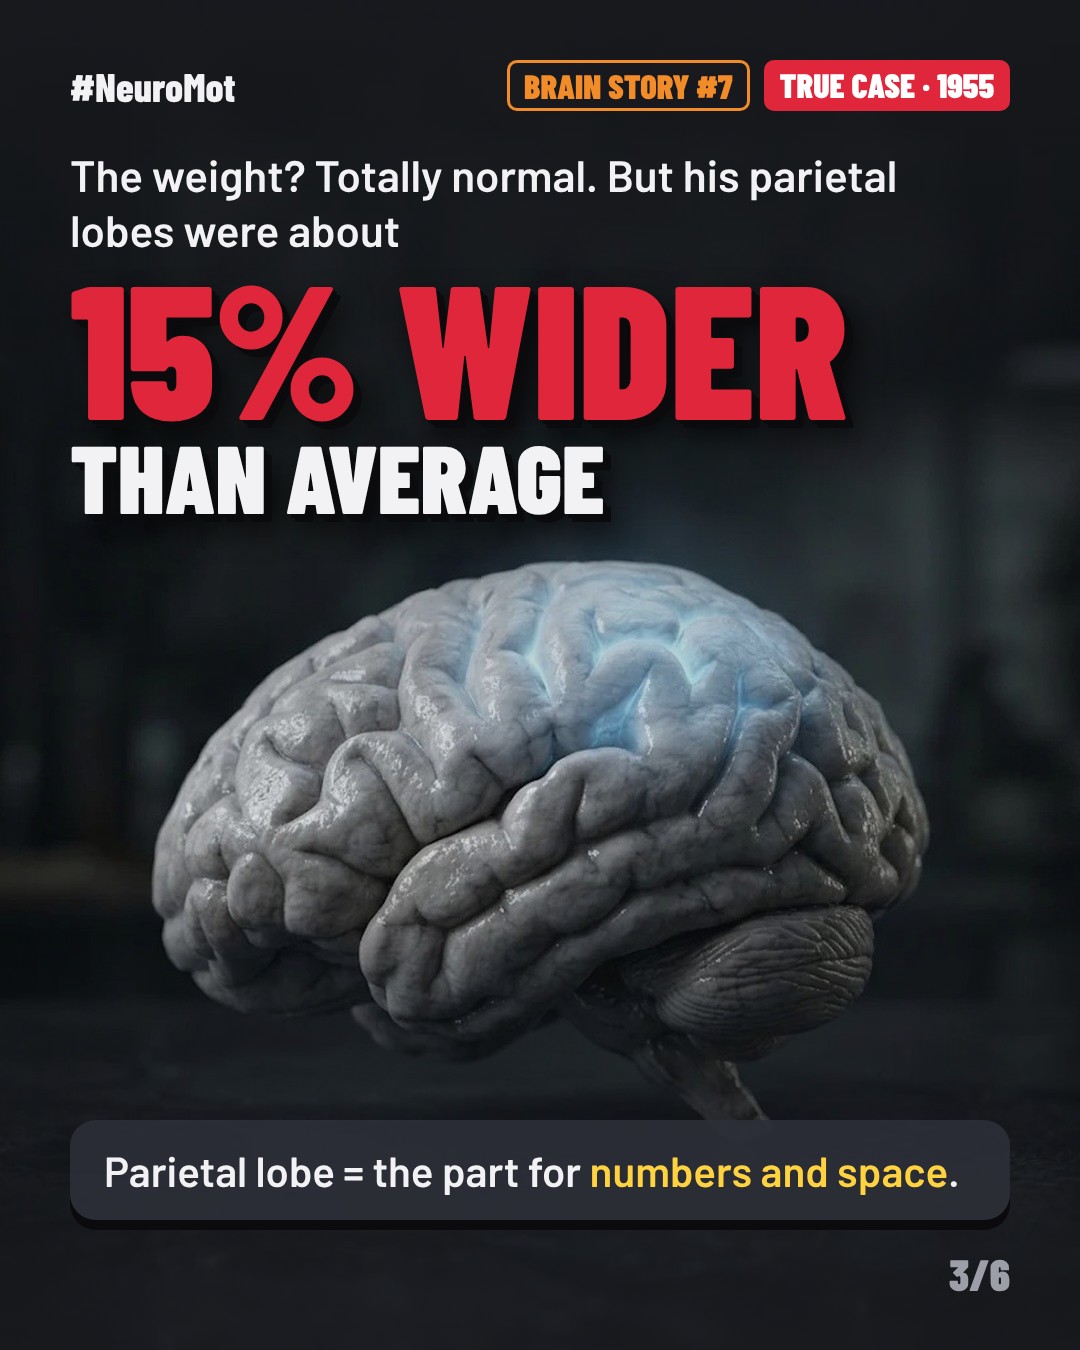 #NeuroMot
BRAIN STORY #7
TRUE CASE · 1955
The weight? Totally normal. But his parietal
lobes were about
15% WIDER
THAN AVERAGE
Parietal lobe = the part for numbers and space.
3/6